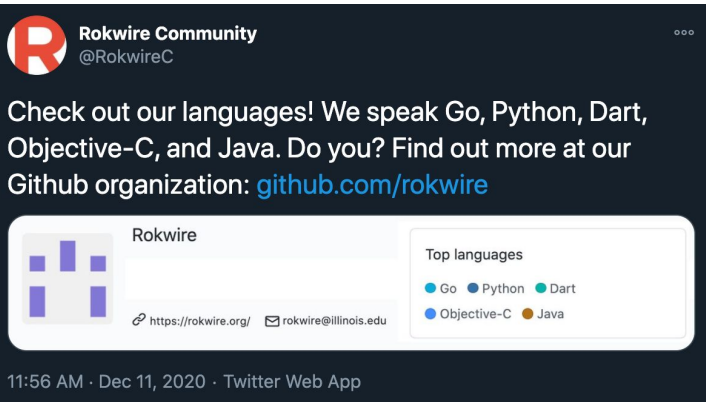 R
Rokwire Community
@RokwireC
Check out our languages! We speak Go, Python, Dart,
Objective-C, and Java. Do you? Find out more at our
Github organization: github.com/rokwire
Rokwire
https://rokwire.org/ rokwire@illinois.edu
Top languages
Go Python Dart
Objective-C Java
11:56 AM · Dec 11, 2020 · Twitter Web App